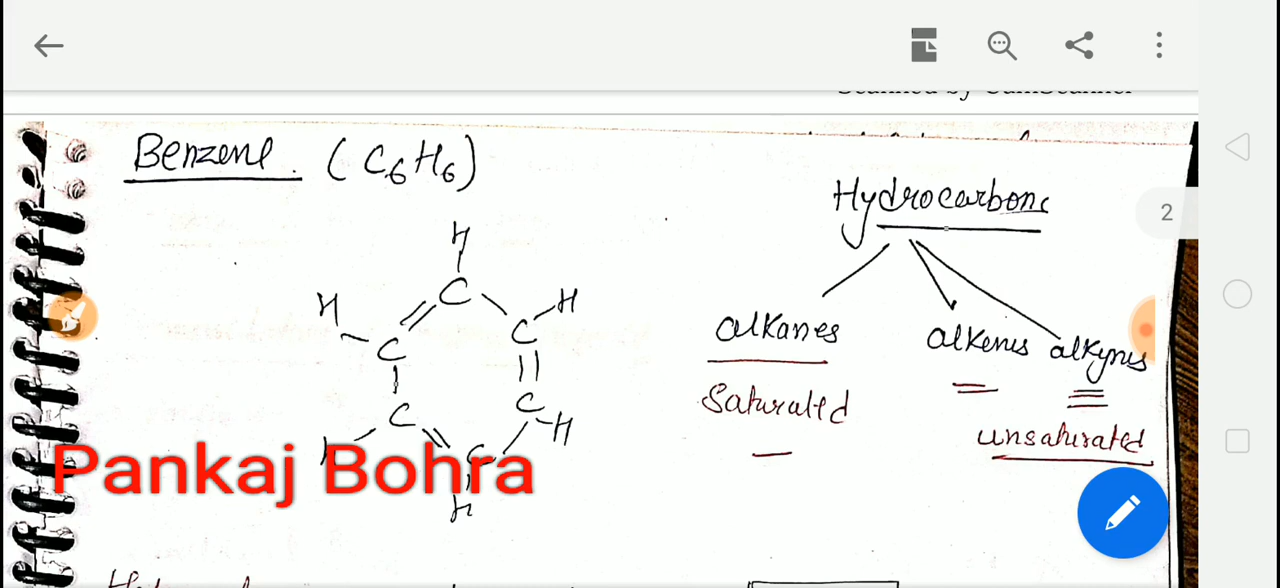 2
Benzene. (C6H6)
Hydrocarbons
H
C
H
H
C
C
C
C
H
H
C
H
alkanes
alkenes
alkynes
Saturated
unsaturated
Pankaj Bohra